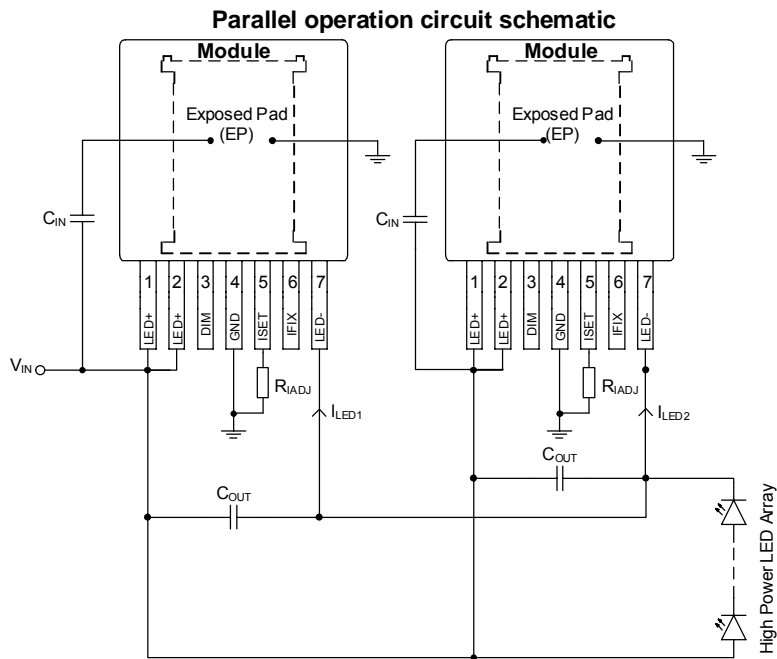 Parallel operation circuit schematic
Module
Module
Exposed Pad
(EP)
Exposed Pad
(EP)
CIN
CIN
1 2 3 4 5 6 7
1 2 3 4 5 6 7
LED+ LED+ DIM GND ISET IFIX LED-
LED+ LED+ DIM GND ISET IFIX LED-
VIN
RIADJ
RIADJ
ILED1
ILED2
COUT
COUT
High Power LED Array